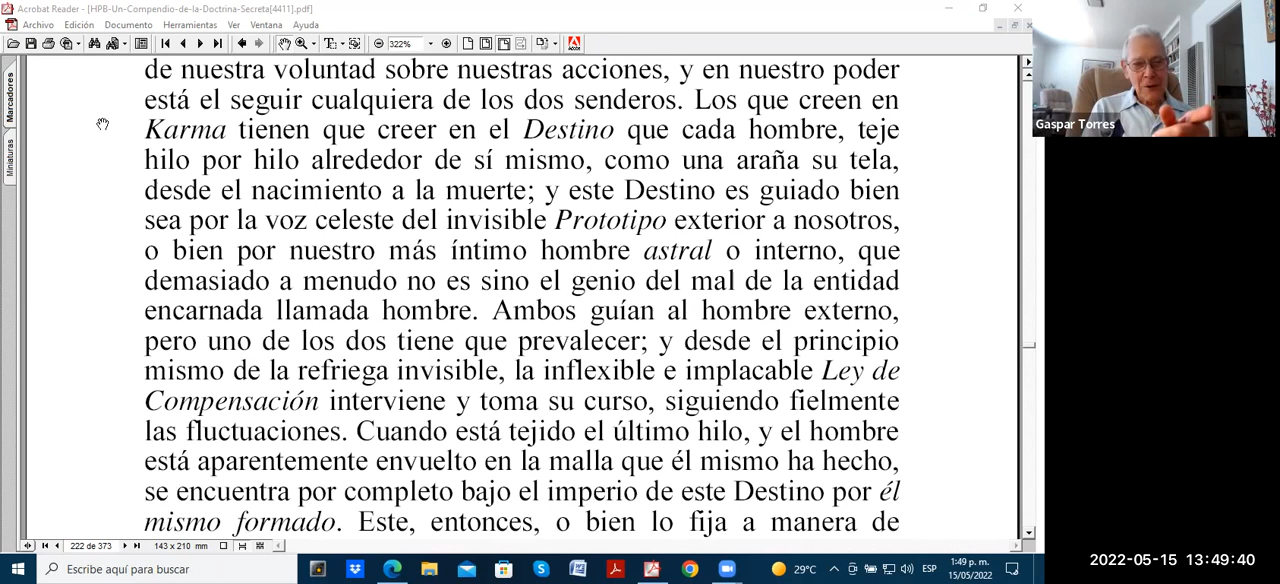 Acrobat Reader - [HPB-Un-Compendio-de-la-Doctrina-Secreta[4411].pdf]
Archivo Edición Documento Herramientas Ver Ventana Ayuda
322%
Marcadores
Miniaturas
de nuestra voluntad sobre nuestras acciones, y en nuestro poder
está el seguir cualquiera de los dos senderos. Los que creen en
Karma tienen que creer en el Destino que cada hombre, teje
hilo por hilo alrededor de sí mismo, como una araña su tela,
desde el nacimiento a la muerte; y este Destino es guiado bien
sea por la voz celeste del invisible Prototipo exterior a nosotros,
o bien por nuestro más íntimo hombre astral o interno, que
demasiado a menudo no es sino el genio del mal de la entidad
encarnada llamada hombre. Ambos guían al hombre externo,
pero uno de los dos tiene que prevalecer; y desde el principio
mismo de la refriega invisible, la inflexible e implacable Ley de
Compensación interviene y toma su curso, siguiendo fielmente
las fluctuaciones. Cuando está tejido el último hilo, y el hombre
está aparentemente envuelto en la malla que él mismo ha hecho,
se encuentra por completo bajo el imperio de este Destino por él
mismo formado. Este, entonces, o bien lo fija a manera de
222 de 373 143 x 210 mm
Gaspar Torres
Escribe aquí para buscar
29°C ESP 1:49 p. m.
15/05/2022
2022-05-15 13:49:40